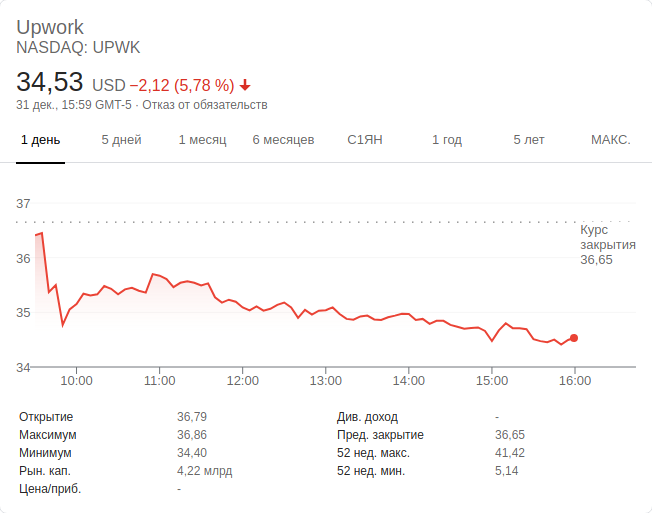 Upwork
NASDAQ: UPWK
34,53 USD −2,12 (5,78 %)
31 дек., 15:59 GMT-5 · Отказ от обязательств
1 день 5 дней 1 месяц 6 месяцев С1ЯН 1 год 5 лет МАКС.
37
Курс
закрытия
36,65
36
35
34
10:00 11:00 12:00 13:00 14:00 15:00 16:00
Открытие 36,79 Див. доход -
Максимум 36,86 Пред. закрытие 36,65
Минимум 34,40 52 нед. макс. 41,42
Рын. кап. 4,22 млрд 52 нед. мин. 5,14
Цена/приб. -